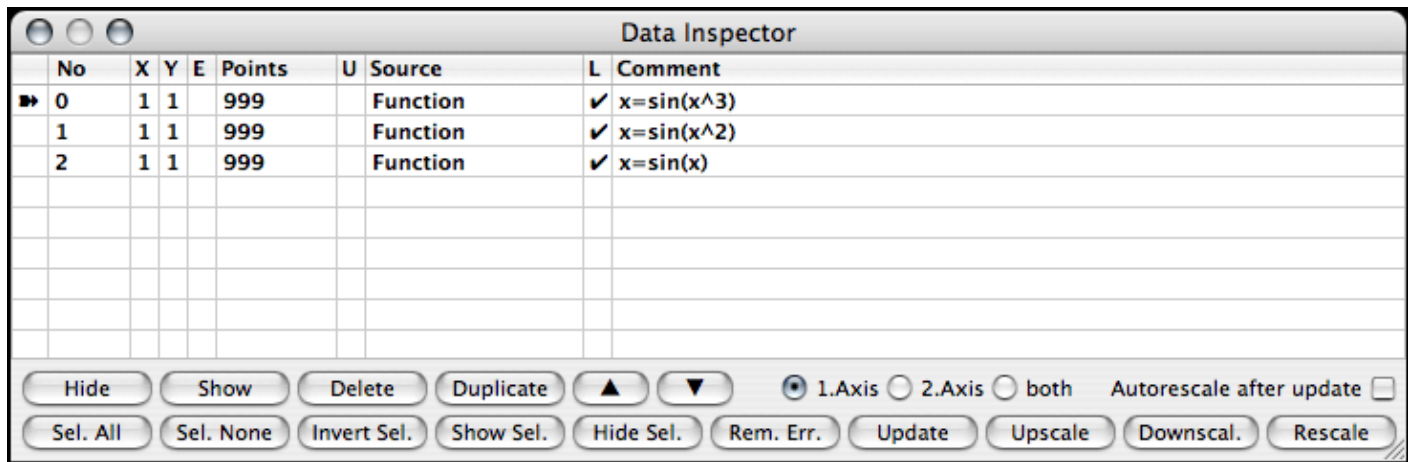 Data Inspector
No X Y E Points U Source L Comment
0 1 1 999 Function ✔ x=sin(x^3)
1 1 1 999 Function ✔ x=sin(x^2)
2 1 1 999 Function ✔ x=sin(x)
Hide Show Delete Duplicate ▲ ▼ 1.Axis 2.Axis both Autorescale after update
Sel. All Sel. None Invert Sel. Show Sel. Hide Sel. Rem. Err. Update Upscale Downscal. Rescale